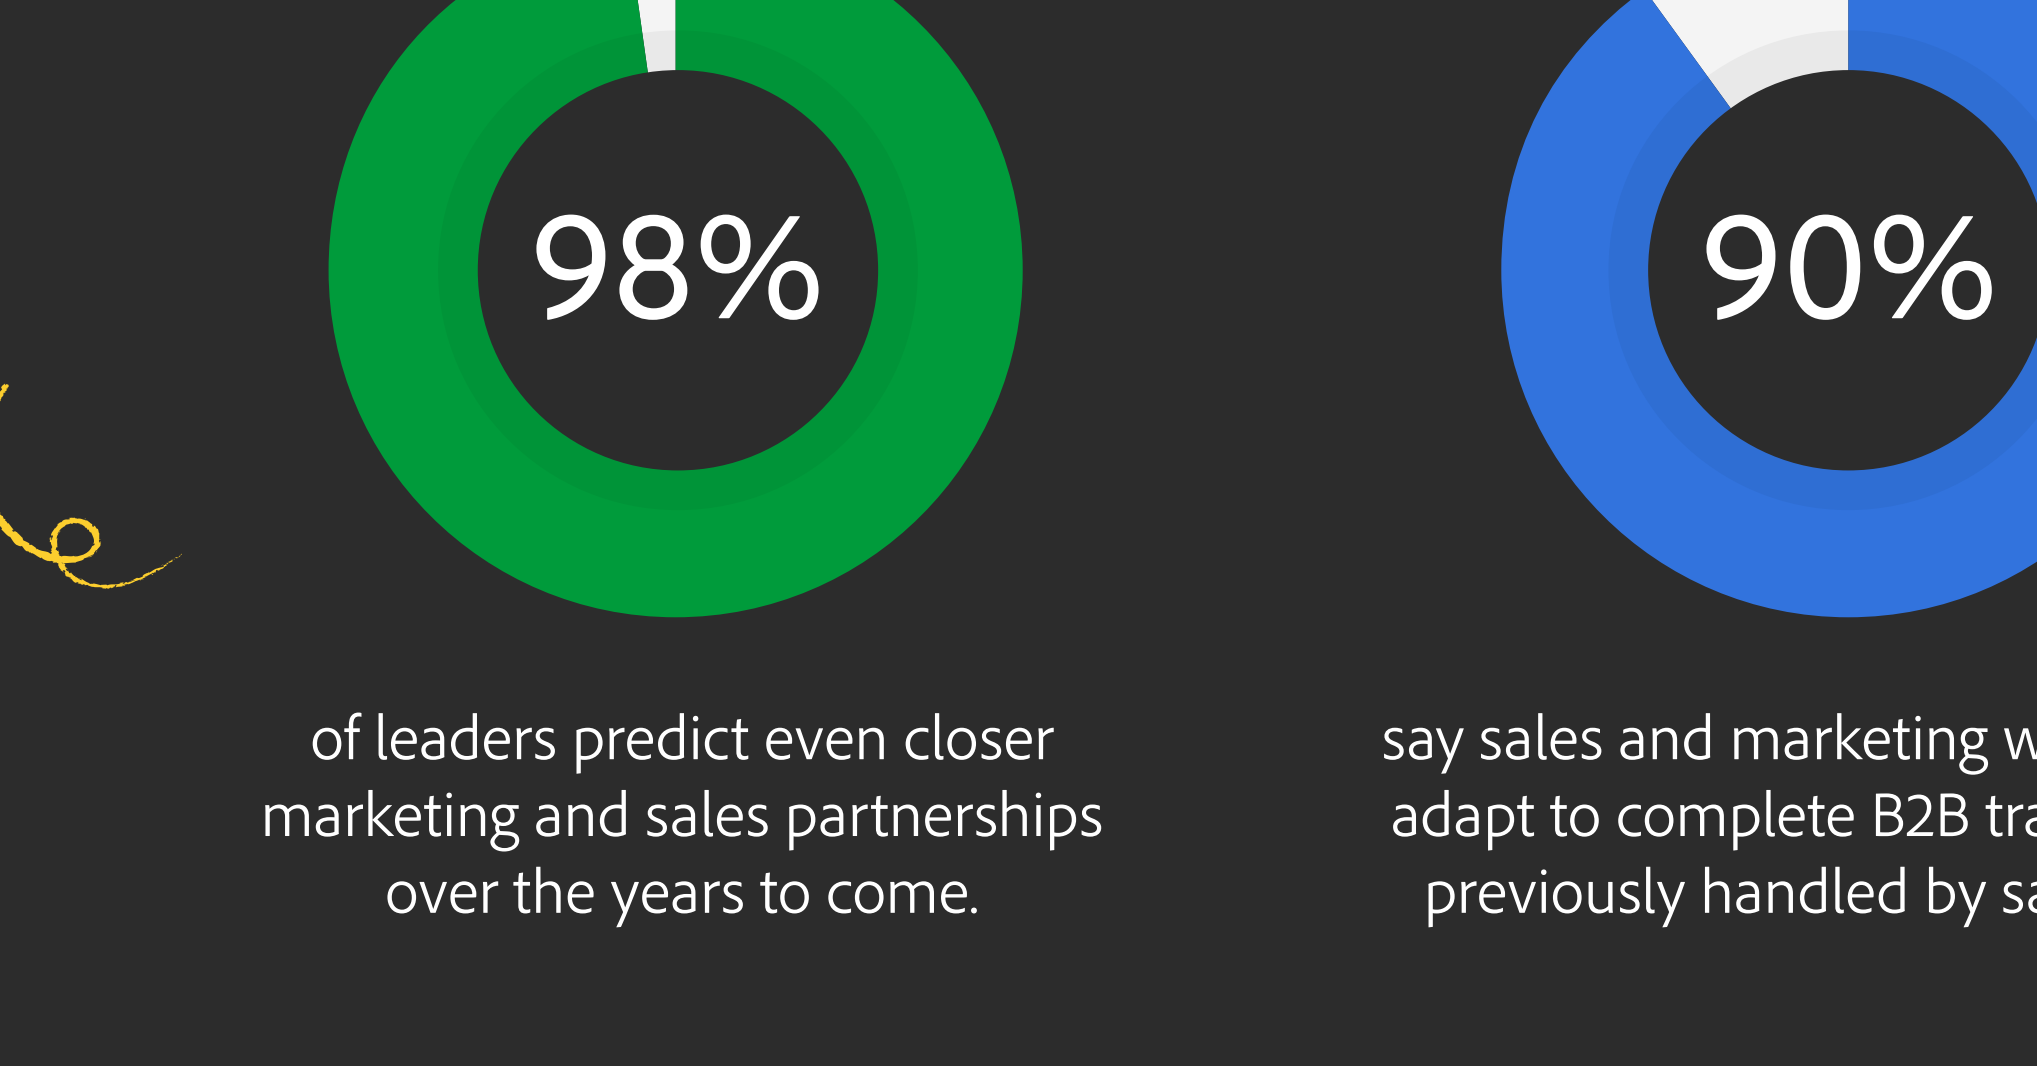 98%
of leaders predict even closer
marketing and sales partnerships
over the years to come.
90%
say sales and marketing
adapt to complete B2B
previously handled by